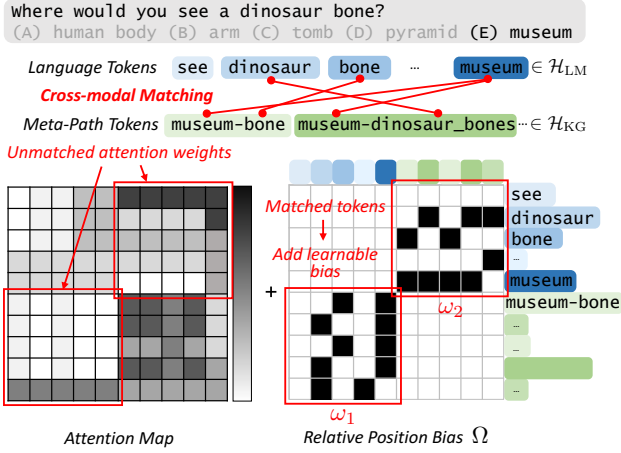 where would you see a dinosaur bone?
(A) human body (B) arm (C) tomb (D) pyramid (E) museum
Language Tokens see dinosaur bone ... museum ∈ H_LM
Cross-modal Matching
Meta-Path Tokens museum-bone museum-dinosaur_bones ... ∈ H_KG
Unmatched attention weights
Matched tokens
Add learnable
bias
see
dinosaur
bone
...
museum
museum-bone
...
...
...
+
ω₂
ω₁
Attention Map
Relative Position Bias Ω